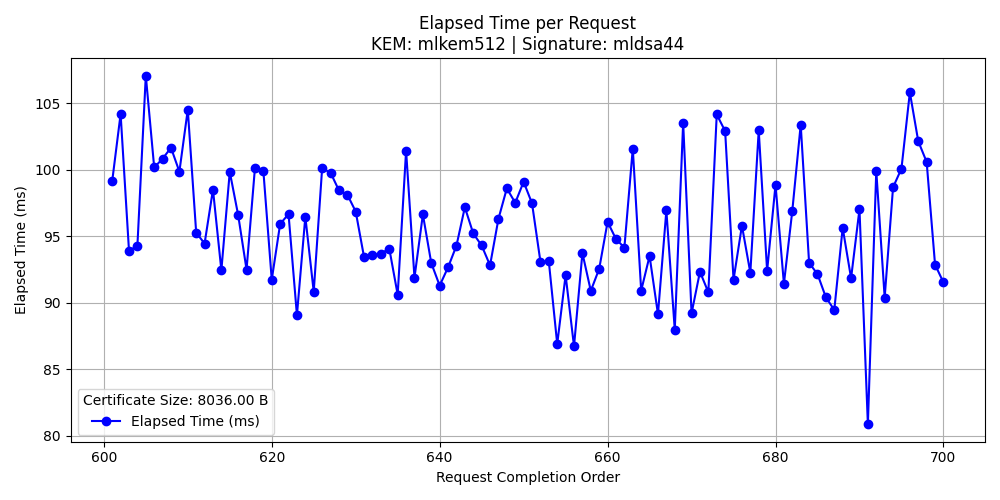 Elapsed Time per Request
KEM: mlkem512 | Signature: mldsa44
Elapsed Time (ms)
105
100
95
90
85
80
Certificate Size: 8036.00 B
Elapsed Time (ms)
600
620
640
660
680
700
Request Completion Order